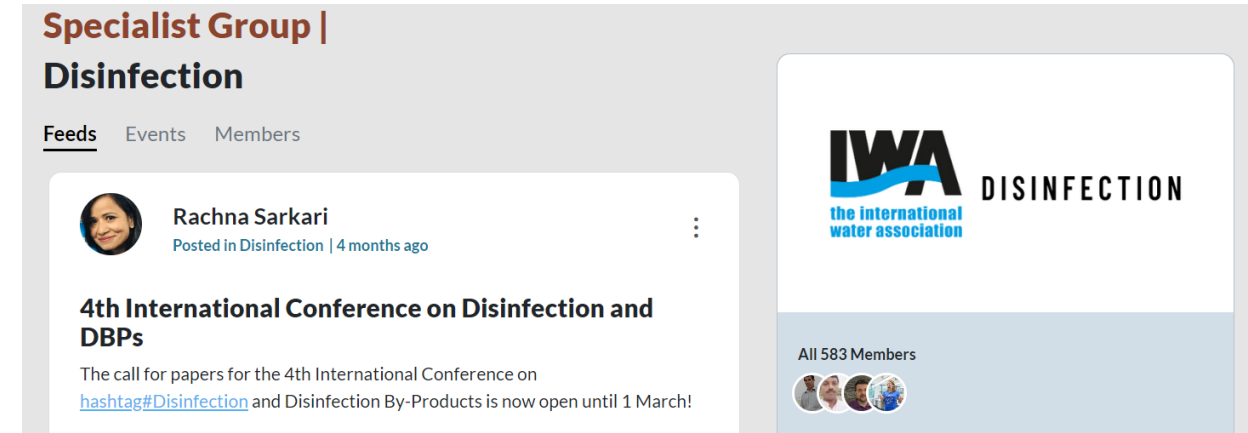 Specialist Group |
Disinfection
Feeds Events Members
Rachna Sarkari
Posted in Disinfection | 4 months ago
4th International Conference on Disinfection and
DBPs
The call for papers for the 4th International Conference on
hashtag#Disinfection and Disinfection By-Products is now open until 1 March!
IWA
the international
water association
DISINFECTION
All 583 Members